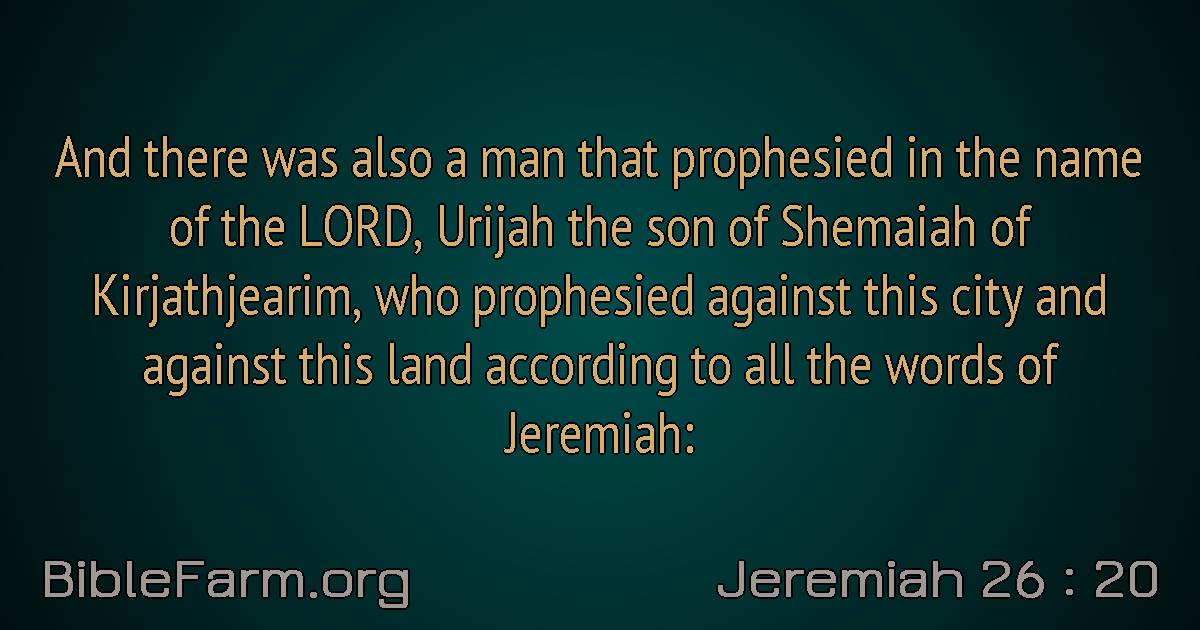 And there was also a man that prophesied in the name
of the LORD, Urijah the son of Shemaiah of
Kirjathjearim, who prophesied against this city and
against this land according to all the words of
Jeremiah:
BibleFarm.org
Jeremiah 26 : 20